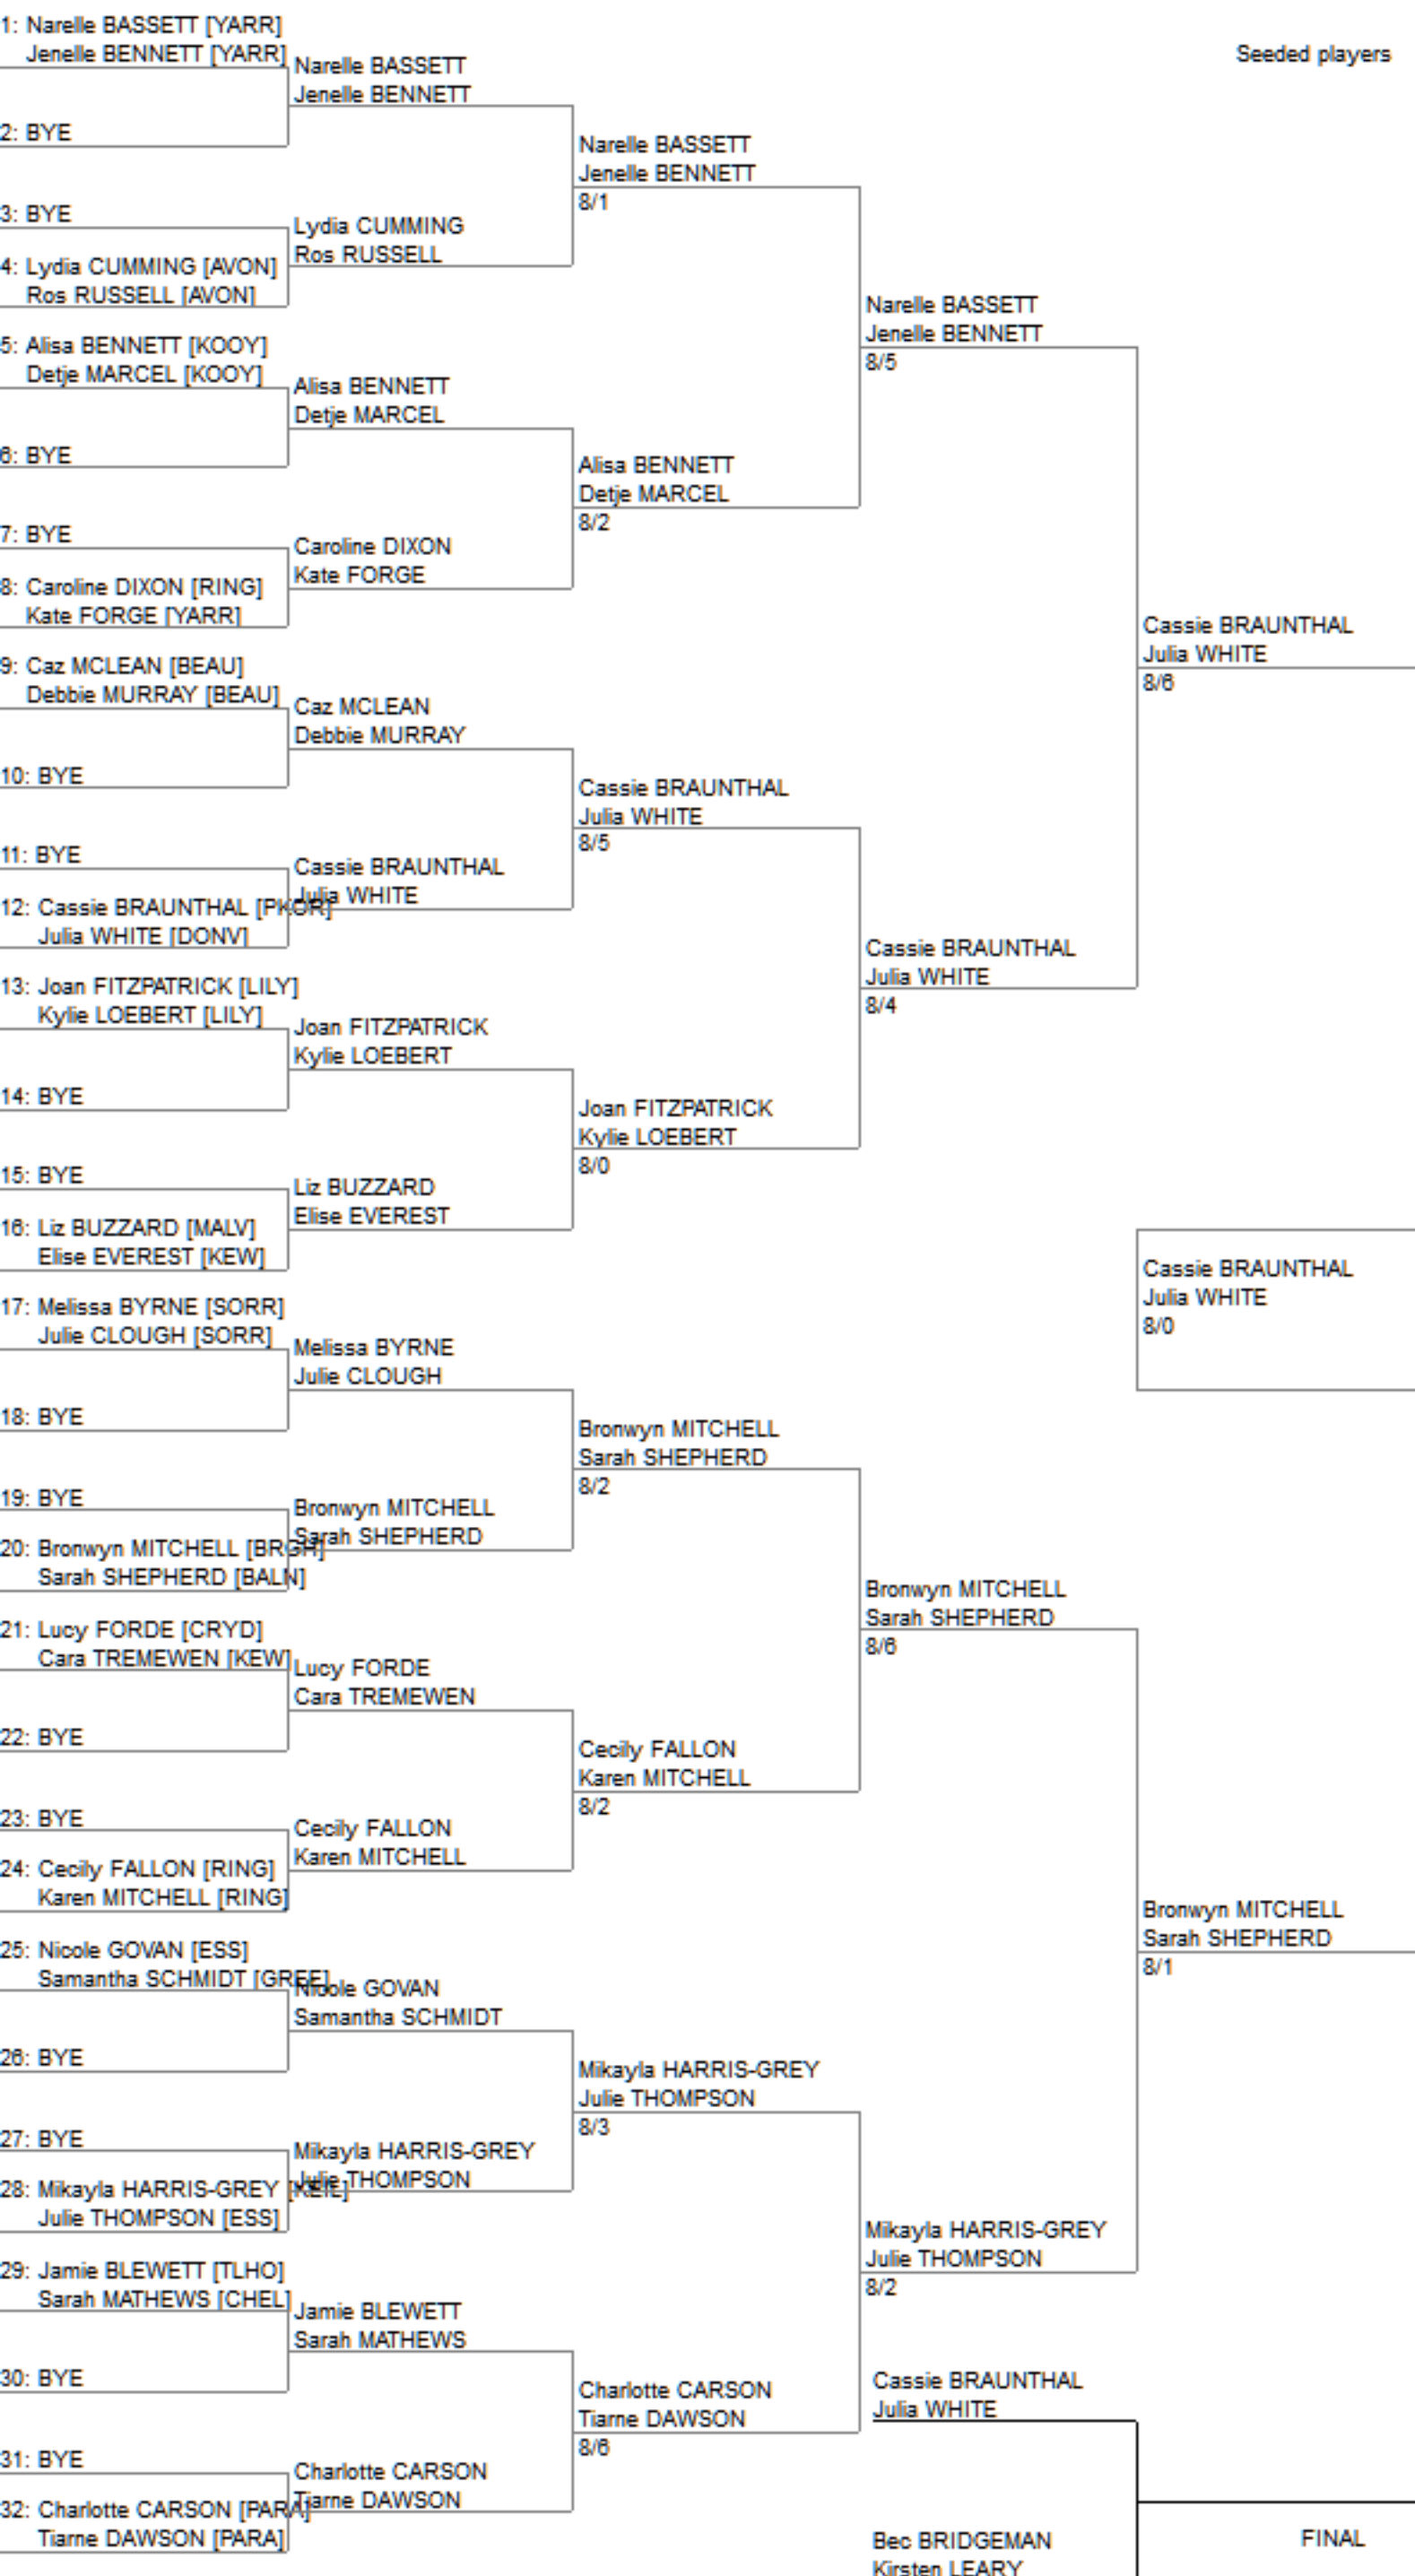 1: Narelle BASSETT [YARR]
Jenelle BENNETT [YARR]
2: BYE
3: BYE
4: Lydia CUMMING [AVON]
Ros RUSSELL [AVON]
5: Alisa BENNETT [KOOY]
Detje MARCEL [KOOY]
6: BYE
7: BYE
8: Caroline DIXON [RING]
Kate FORGE [YARR]
9: Caz MCLEAN [BEAU]
Debbie MURRAY [BEAU]
10: BYE
11: BYE
12: Cassie BRAUNTHAL [PKOR]
Julia WHITE [DONV]
13: Joan FITZPATRICK [LILY]
Kylie LOEBERT [LILY]
14: BYE
15: BYE
16: Liz BUZZARD [MALV]
Elise EVEREST [KEW]
17: Melissa BYRNE [SORR]
Julie CLOUGH [SORR]
18: BYE
19: BYE
20: Bronwyn MITCHELL [BRGH]
Sarah SHEPHERD [BALN]
21: Lucy FORDE [CRYD]
Cara TREMEWEN [KEW]
22: BYE
23: BYE
24: Cecily FALLON [RING]
Karen MITCHELL [RING]
25: Nicole GOVAN [ESS]
Samantha SCHMIDT [GREE]
26: BYE
27: BYE
28: Mikayla HARRIS-GREY [KEIL]
Julie THOMPSON [ESS]
29: Jamie BLEWETT [TLHO]
Sarah MATHEWS [CHEL]
30: BYE
31: BYE
32: Charlotte CARSON [PARA]
Tiarne DAWSON [PARA]
Narelle BASSETT
Jenelle BENNETT
Lydia CUMMING
Ros RUSSELL
Alisa BENNETT
Detje MARCEL
Caroline DIXON
Kate FORGE
Caz MCLEAN
Debbie MURRAY
Cassie BRAUNTHAL
Julia WHITE
Joan FITZPATRICK
Kylie LOEBERT
Liz BUZZARD
Elise EVEREST
Melissa BYRNE
Julie CLOUGH
Bronwyn MITCHELL
Sarah SHEPHERD
Lucy FORDE
Cara TREMEWEN
Cecily FALLON
Karen MITCHELL
Nicole GOVAN
Samantha SCHMIDT
Mikayla HARRIS-GREY
Julie THOMPSON
Jamie BLEWETT
Sarah MATHEWS
Charlotte CARSON
Tiarne DAWSON
Narelle BASSETT
Jenelle BENNETT
8/1
Alisa BENNETT
Detje MARCEL
8/2
Cassie BRAUNTHAL
Julia WHITE
8/5
Joan FITZPATRICK
Kylie LOEBERT
8/0
Bronwyn MITCHELL
Sarah SHEPHERD
8/2
Cecily FALLON
Karen MITCHELL
8/2
Mikayla HARRIS-GREY
Julie THOMPSON
8/3
Charlotte CARSON
Tiarne DAWSON
8/6
Narelle BASSETT
Jenelle BENNETT
8/5
Cassie BRAUNTHAL
Julia WHITE
8/4
Bronwyn MITCHELL
Sarah SHEPHERD
8/6
Mikayla HARRIS-GREY
Julie THOMPSON
8/2
Cassie BRAUNTHAL
Julia WHITE
Bec BRIDGEMAN
Kirsten LEARY
Seeded players
Cassie BRAUNTHAL
Julia WHITE
8/6
Cassie BRAUNTHAL
Julia WHITE
8/0
Bronwyn MITCHELL
Sarah SHEPHERD
8/1
FINAL